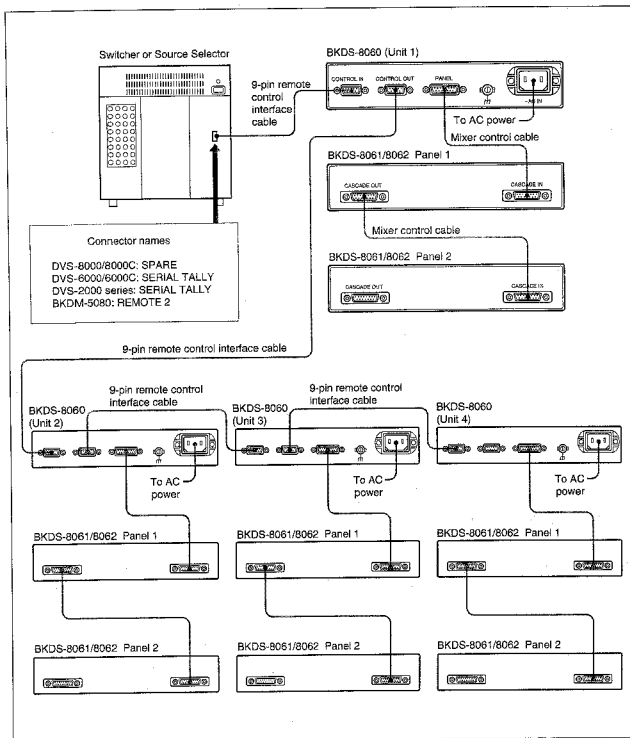 Switcher or Source Selector
BKDS-8060 (Unit 1)
9-pin remote
control
interface
cable
CONTROL IN
CONTROL OUT
PANEL
~AC IN
To AC power
Mixer control cable
BKDS-8061/8062 Panel 1
CASCADE OUT
CASCADE IN
Mixer control cable
BKDS-8061/8062 Panel 2
CASCADE OUT
CASCADE IN
Connector names
DVS-8000/8000C: SPARE
DVS-6000/6000C: SERIAL TALLY
DVS-2000 series: SERIAL TALLY
BKDM-5080: REMOTE 2
9-pin remote control interface cable
BKDS-8060
(Unit 2)
9-pin remote control
interface cable
BKDS-8060
(Unit 3)
9-pin remote control
interface cable
BKDS-8060
(Unit 4)
To AC
power
To AC
power
To AC
power
BKDS-8061/8062 Panel 1
BKDS-8061/8062 Panel 1
BKDS-8061/8062 Panel 1
BKDS-8061/8062 Panel 2
BKDS-8061/8062 Panel 2
BKDS-8061/8062 Panel 2